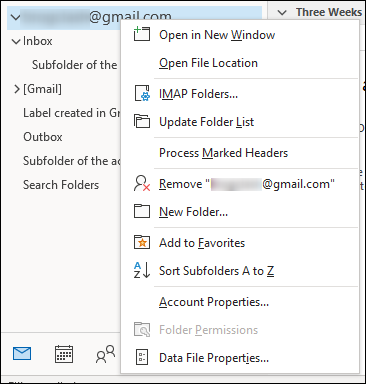 @gmail.com
Three Weeks
Inbox
Subfolder of the
[Gmail]
Label created in Gr
Outbox
Subfolder of the ac
Search Folders
Open in New Window
Open File Location
IMAP Folders...
Update Folder List
Process Marked Headers
Remove "@gmail.com"
New Folder...
Add to Favorites
Sort Subfolders A to Z
Account Properties...
Folder Permissions
Data File Properties...